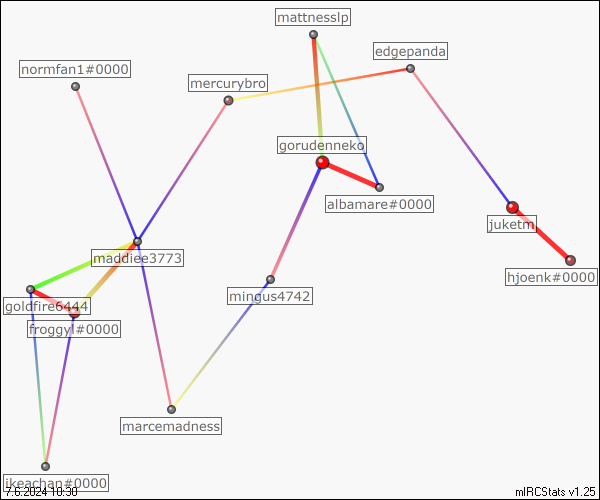 mattnesslp
edgepanda
normfan1#0000
mercurybro
gorudenneko
albamare#0000
juketm
maddiee3773
hjoenk#0000
mingus4742
goldfire6444
froggyl#0000
marcemadness
ikeachan#0000
7.6.2024 10:30
mIRCStats v1.25